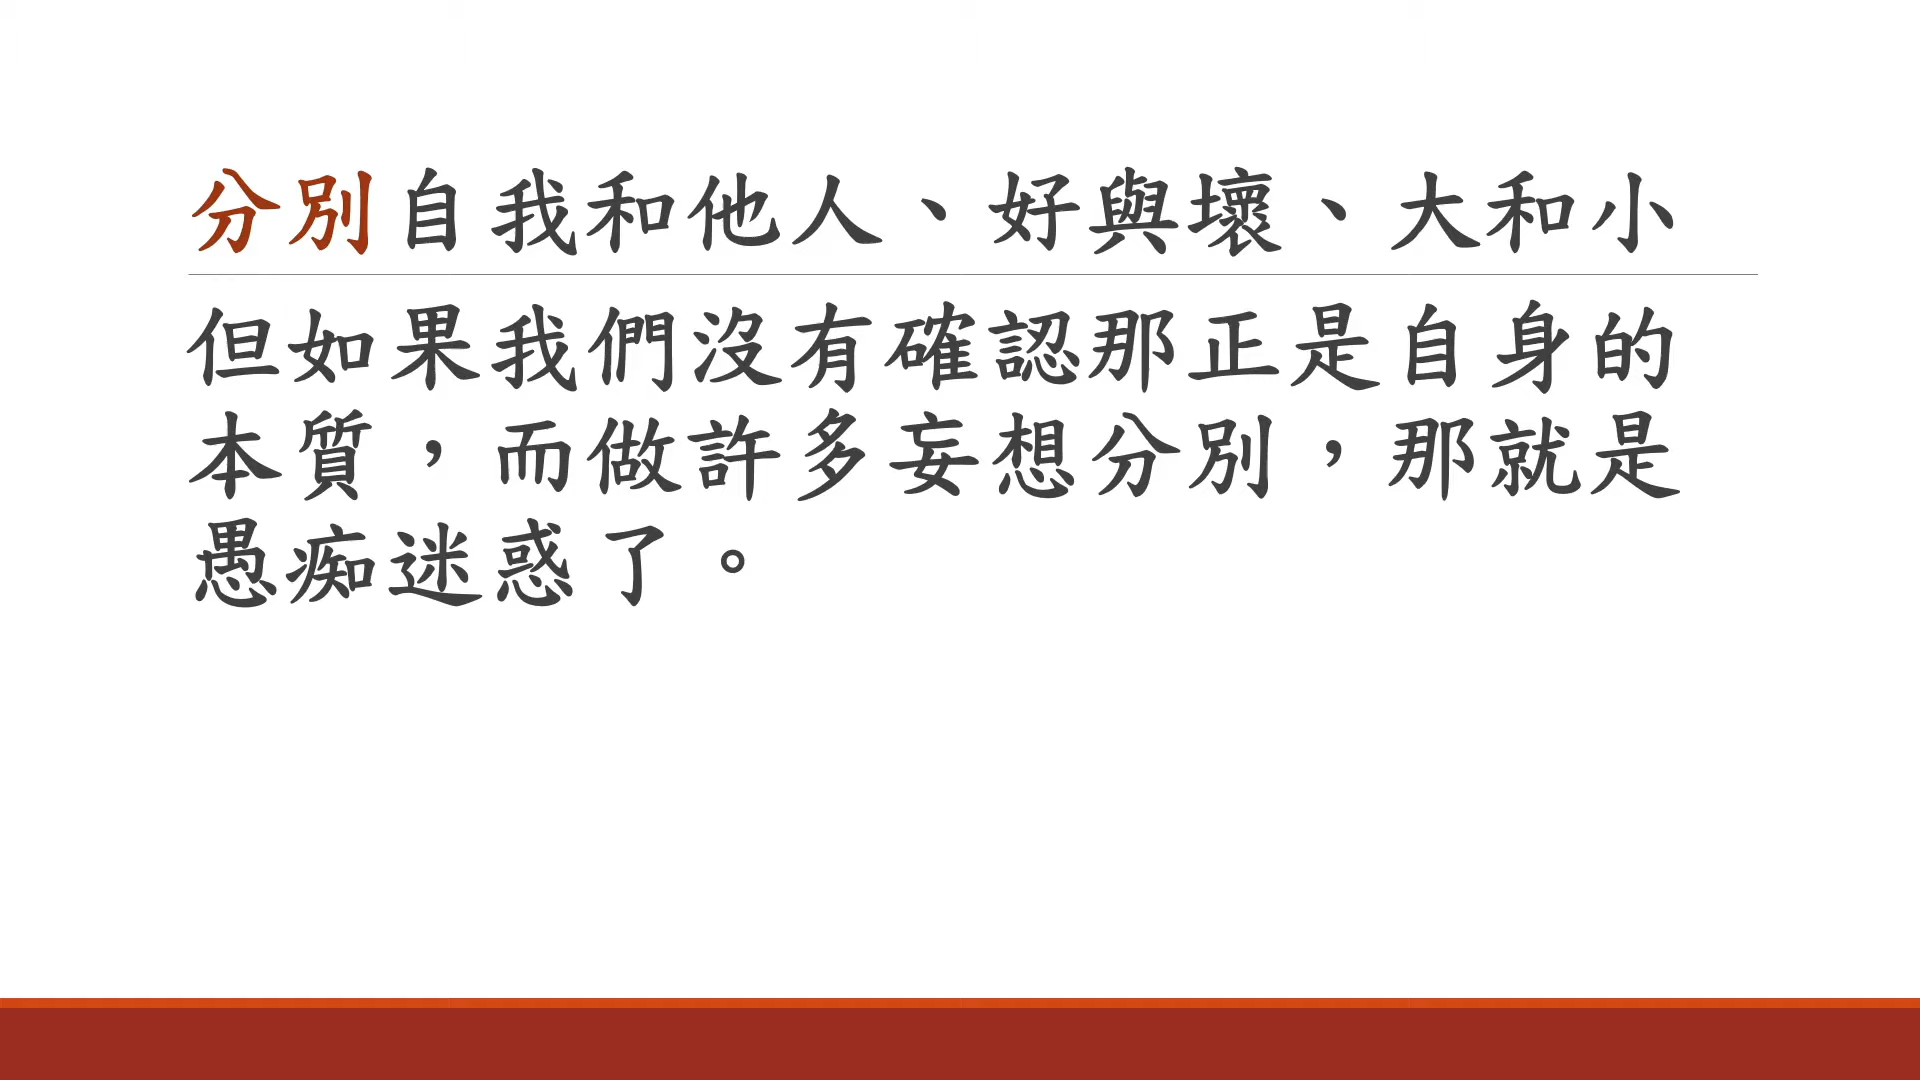 分別自我和他人、好與壞、大和小
但如果我們沒有確認那正是自身的
本質，而做許多妄想分別，那就是
愚痴迷惑了。